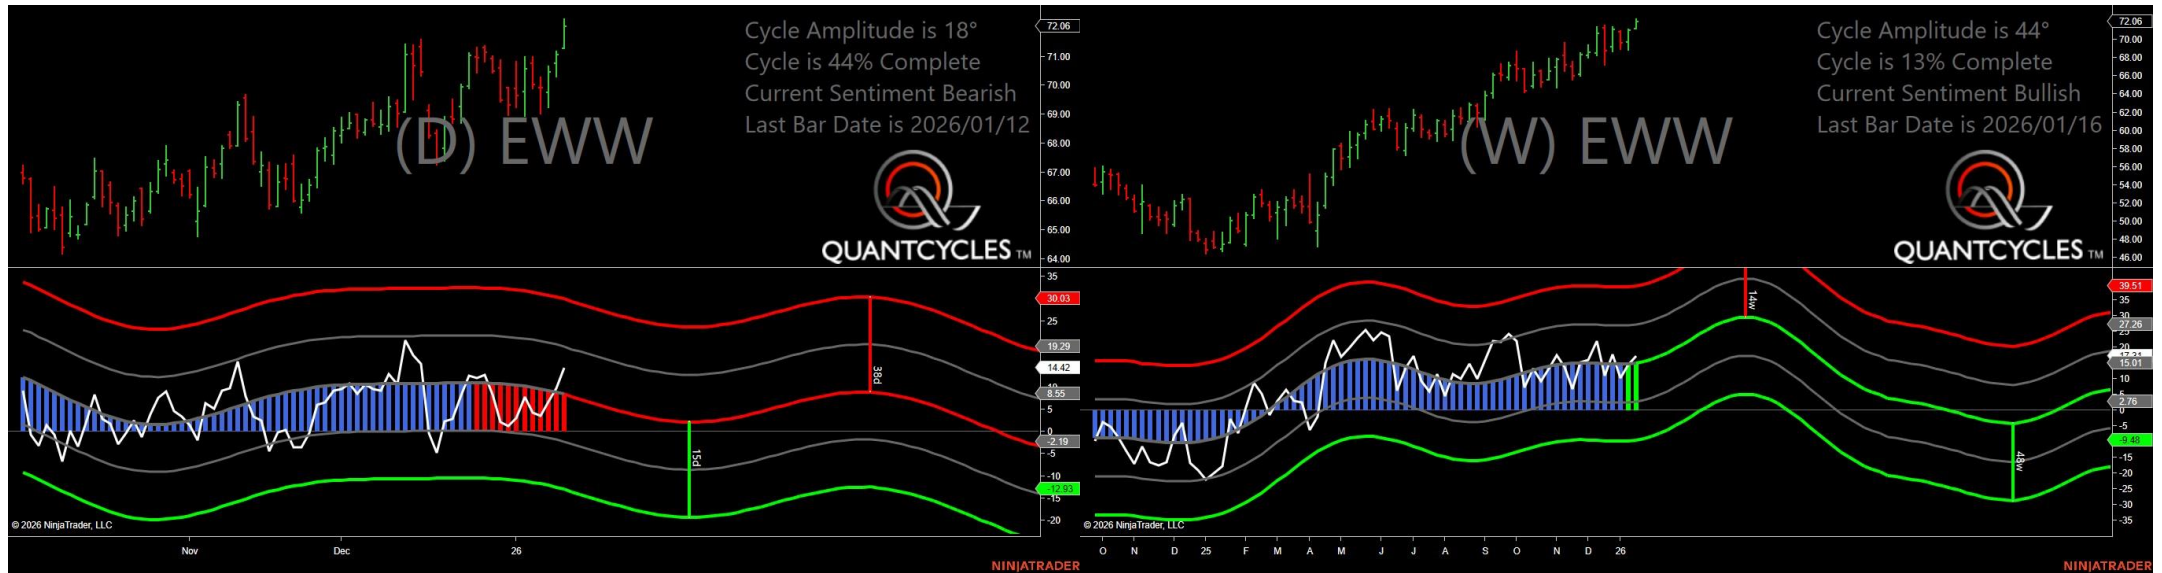 Cycle Amplitude is 18°
Cycle is 44% Complete
Current Sentiment Bearish
Last Bar Date is 2026/01/12
(D) EWW
QUANTCYCLES TM
72.06
71.00
70.00
69.00
68.00
67.00
66.00
65.00
64.00
35
30.03
25
19.29
14.42
10
8.55
5
0
-2.19
-5
-10
-12.93
-15
-20
38d
15d
© 2026 NinjaTrader, LLC
Nov
Dec
26
NINJATRADER
Cycle Amplitude is 44°
Cycle is 13% Complete
Current Sentiment Bullish
Last Bar Date is 2026/01/16
(W) EWW
QUANTCYCLES TM
72.06
70.00
68.00
66.00
64.00
62.00
60.00
58.00
56.00
54.00
52.00
50.00
48.00
46.00
39.51
35
30
27.26
25
20
15.01
10
5
2.76
0
-5
-9.48
-15
-20
-25
-30
-35
14w
48w
© 2026 NinjaTrader, LLC
O N D 25 F M A M J J A S O N D 26
NINJATRADER